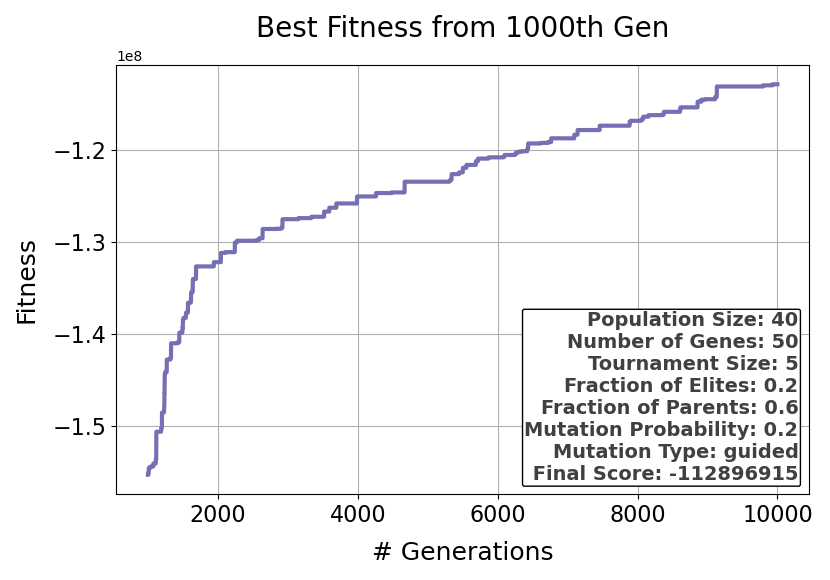 Best Fitness from 1000th Gen
1e8
Fitness
−1.2
−1.3
−1.4
−1.5
Population Size: 40
Number of Genes: 50
Tournament Size: 5
Fraction of Elites: 0.2
Fraction of Parents: 0.6
Mutation Probability: 0.2
Mutation Type: guided
Final Score: -112896915
2000 4000 6000 8000 10000
# Generations